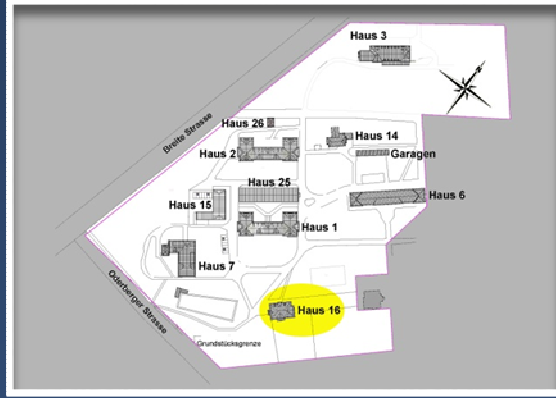 Haus 3
Haus 26
Breite Strasse
Haus 14
Haus 2
Garagen
Haus 25
Haus 6
Haus 15
Haus 1
Haus 7
Oderberger Strasse
Haus 16
Grundstücksgrenze